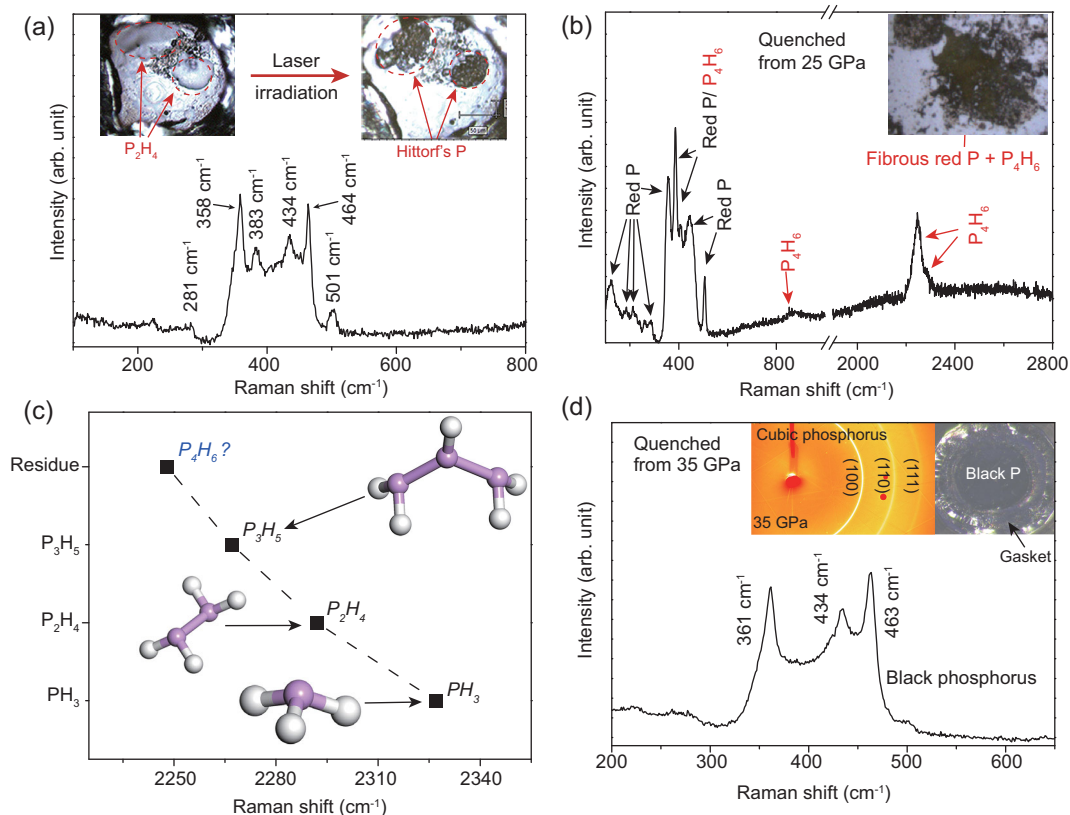 (a)
Laser
irradiation
P₂H₄
Hittorf's P
Intensity (arb. unit)
281 cm⁻¹
358 cm⁻¹
383 cm⁻¹
434 cm⁻¹
464 cm⁻¹
501 cm⁻¹
200 400 600 800
Raman shift (cm⁻¹)
(b)
Quenched
from 25 GPa
Fibrous red P + P₄H₆
Intensity (arb. unit)
Red P
Red P/ P₄H₆
Red P
P₄H₆
P₄H₆
400 800 2000 2400 2800
Raman shift (cm⁻¹)
(c)
Residue
P₃H₅
P₂H₄
PH₃
P₄H₆ ?
P₃H₅
P₂H₄
PH₃
2250 2280 2310 2340
Raman shift (cm⁻¹)
(d)
Quenched
from 35 GPa
Cubic phosphorus
(100)
(110)
(111)
35 GPa
Black P
Gasket
Intensity (arb. unit)
361 cm⁻¹
434 cm⁻¹
463 cm⁻¹
Black phosphorus
200 300 400 500 600
Raman shift (cm⁻¹)